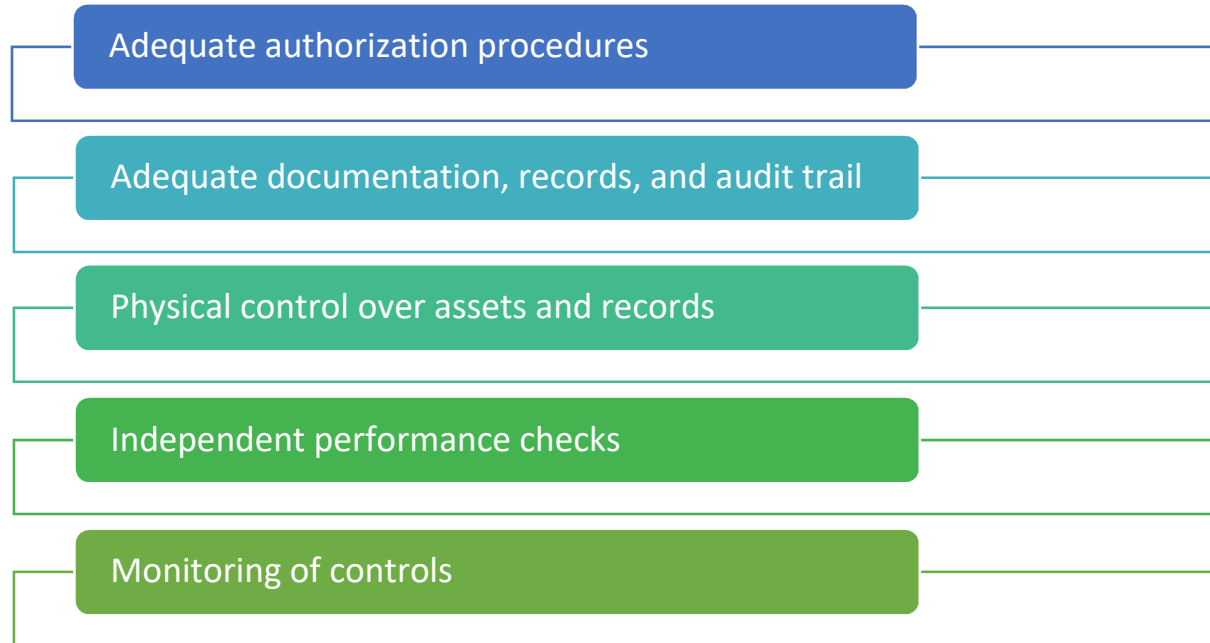 Adequate authorization procedures
Adequate documentation, records, and audit trail
Physical control over assets and records
Independent performance checks
Monitoring of controls